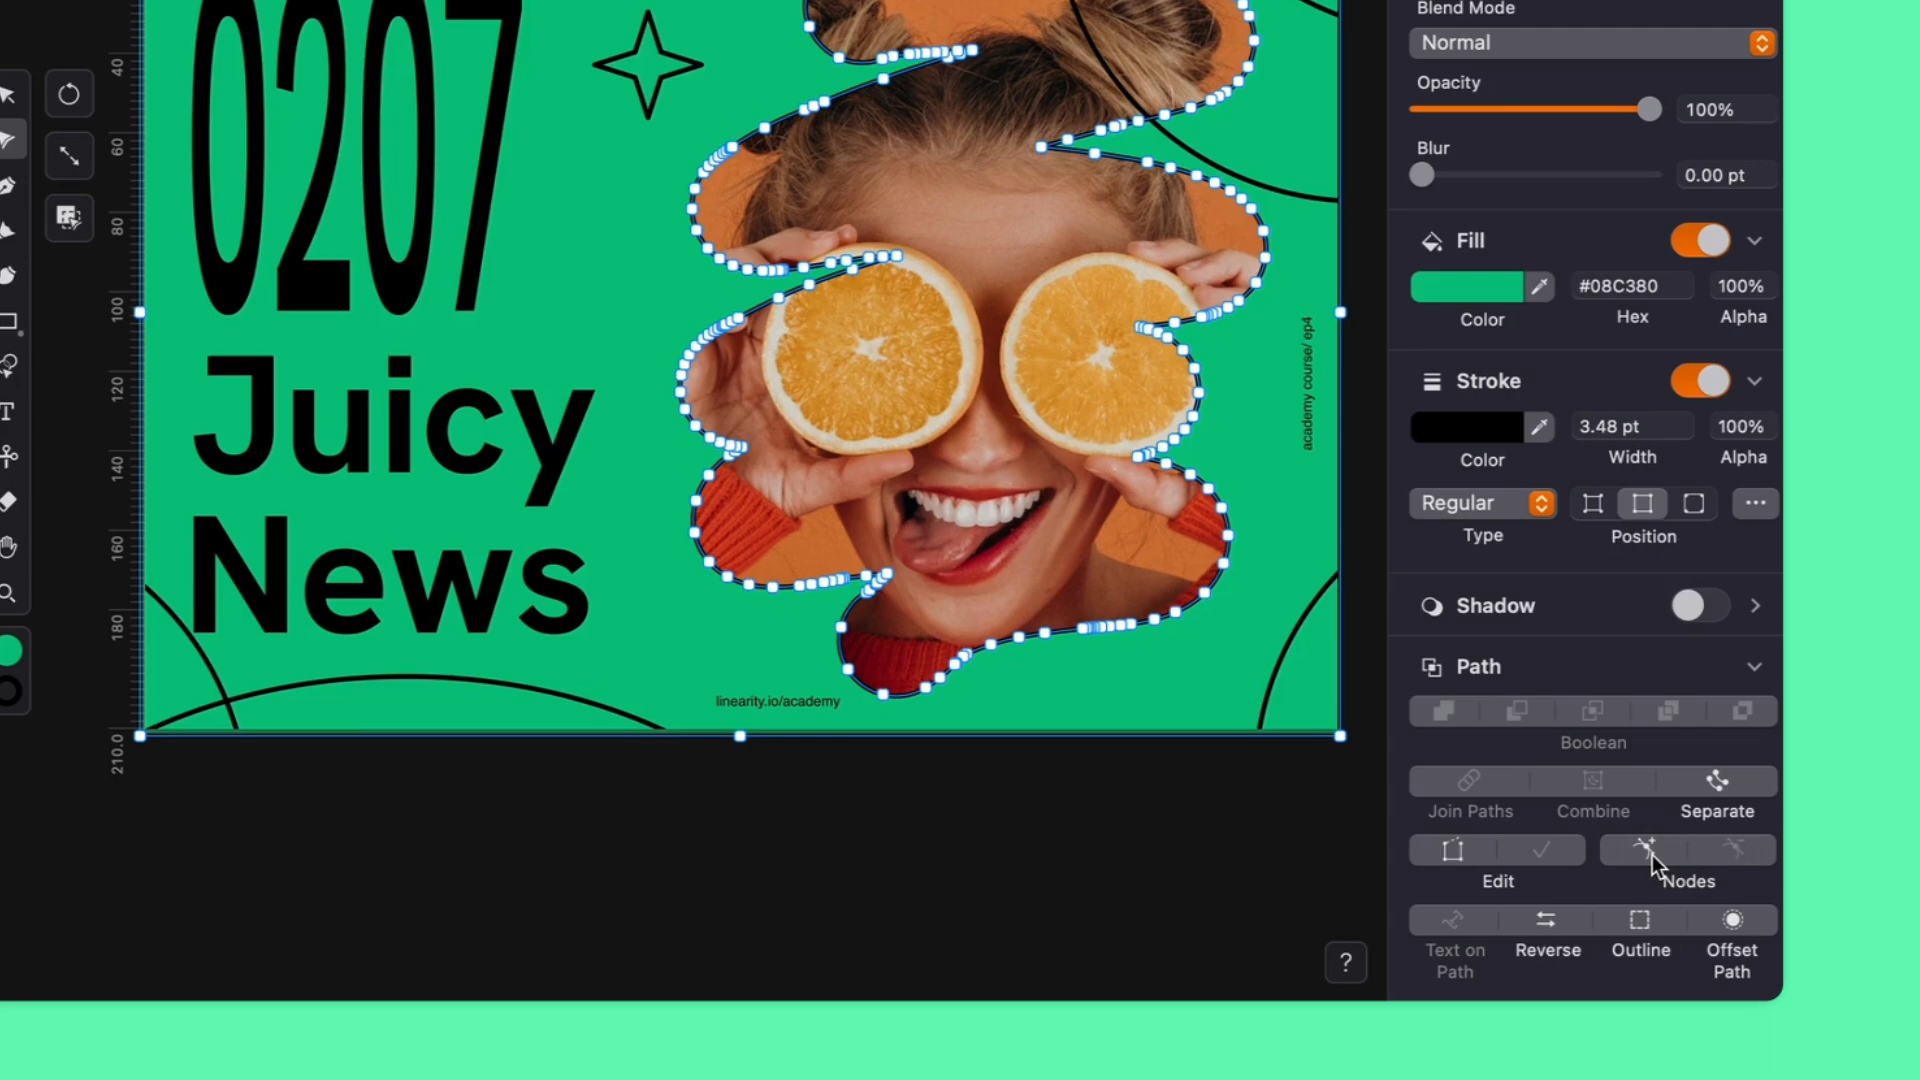 0207
Juicy
News
linearity.io/academy
academy course/ ep4
40
60
80
100
120
140
160
180
210.0
T
Blend Mode
Normal
Opacity
100%
Blur
0.00 pt
Fill
#08C380
100%
Color
Hex
Alpha
Stroke
3.48 pt
100%
Color
Width
Alpha
Regular
Type
Position
Shadow
Path
Boolean
Join Paths
Combine
Separate
Edit
Nodes
Text on
Path
Reverse
Outline
Offset
Path
?